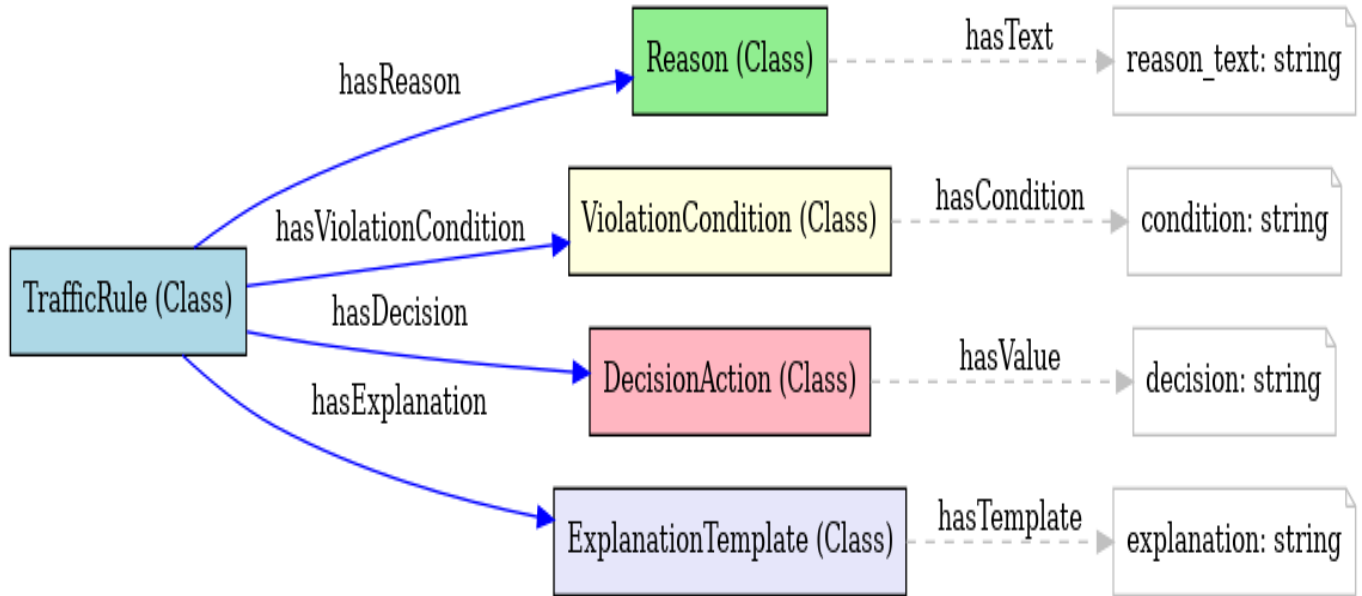 Reason (Class)
hasText
reason_text: string
hasReason
ViolationCondition (Class)
hasCondition
condition: string
hasViolationCondition
TrafficRule (Class)
hasDecision
DecisionAction (Class)
hasValue
decision: string
hasExplanation
ExplanationTemplate (Class)
hasTemplate
explanation: string